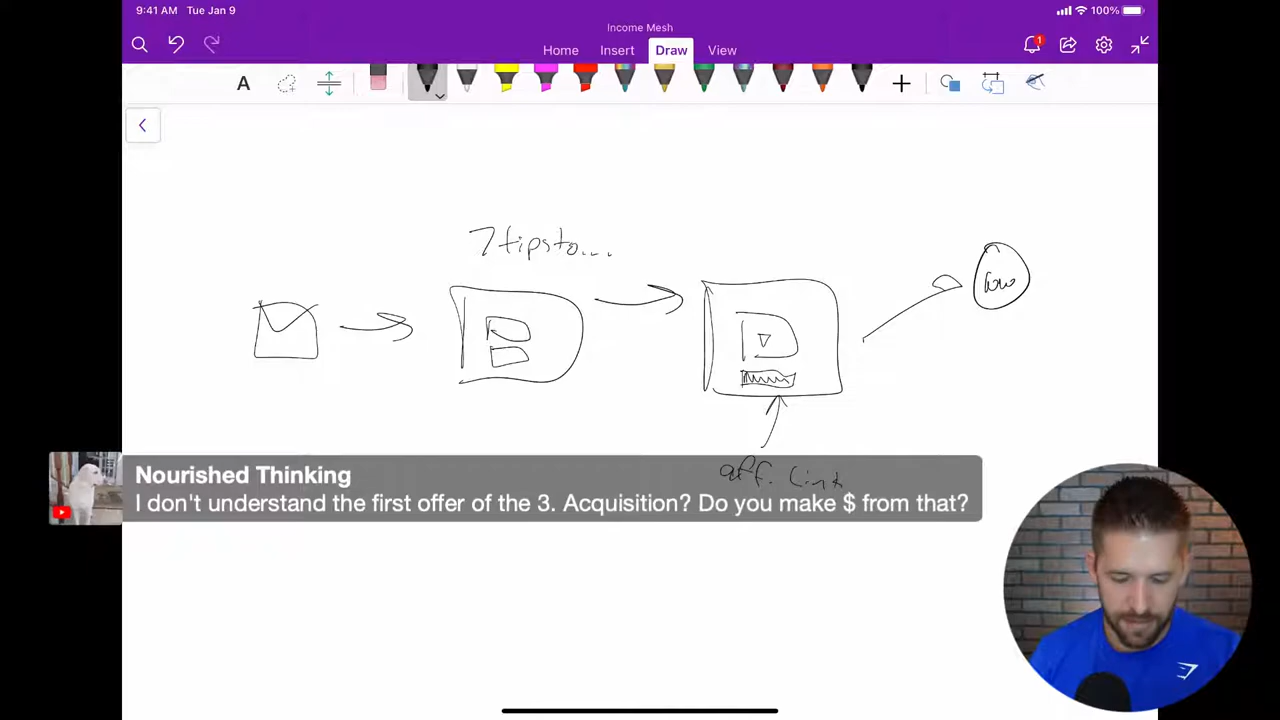 9:41 AM Tue Jan 9
100%
Income Mesh
Home Insert Draw View
1
A
7 tips to...
low
aff. link
Nourished Thinking
I don't understand the first offer of the 3. Acquisition? Do you make $ from that?